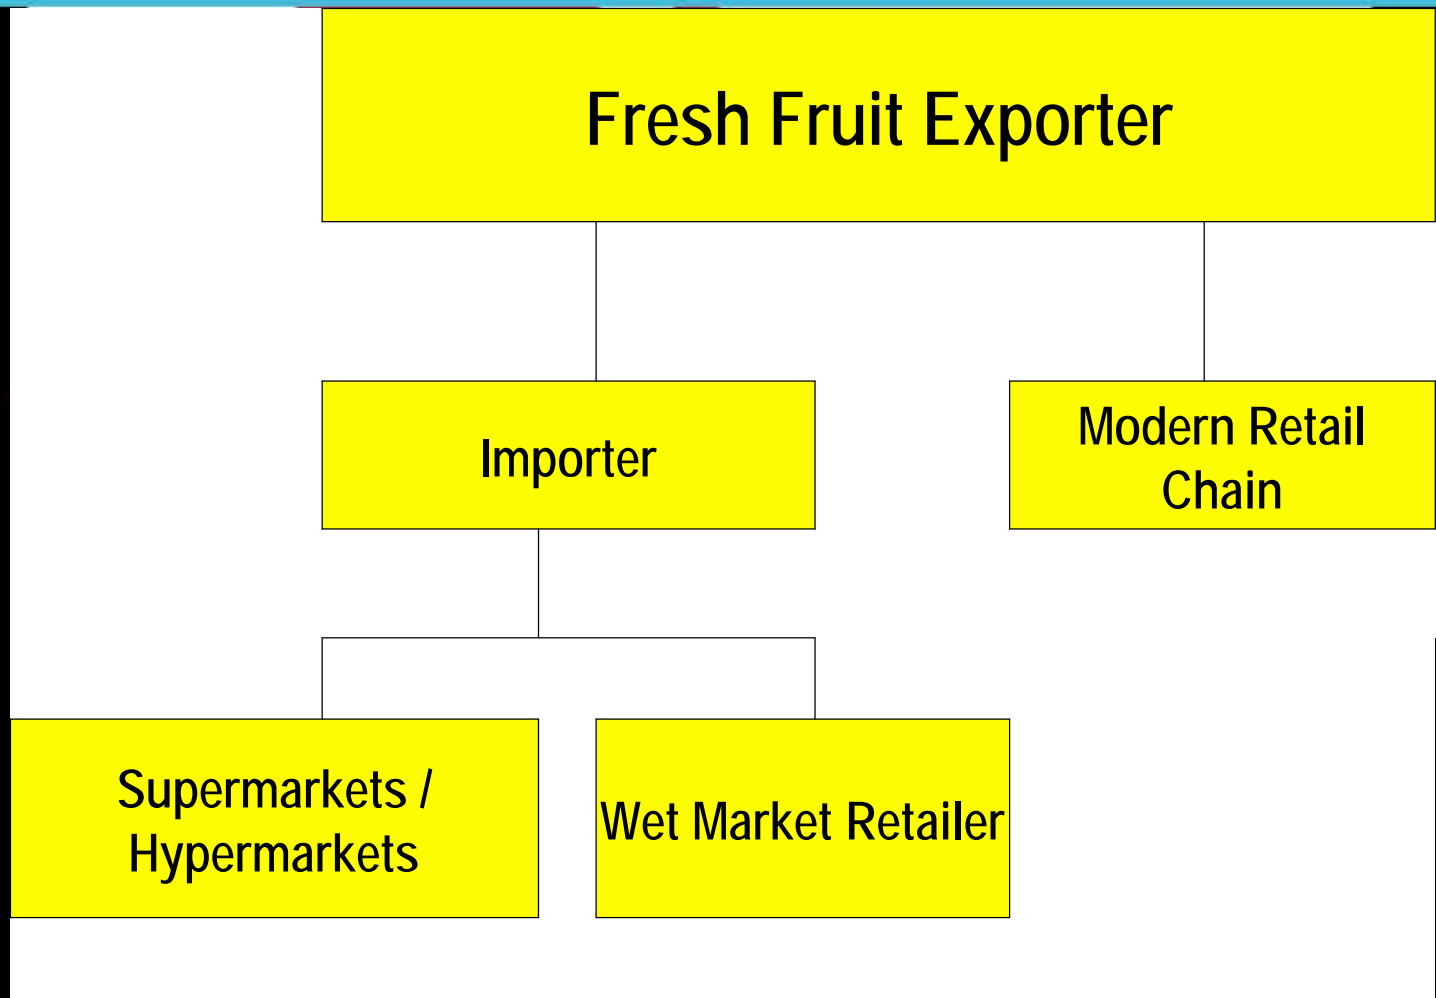 Fresh Fruit Exporter
Importer
Modern Retail
Chain
Supermarkets /
Hypermarkets
Wet Market Retailer